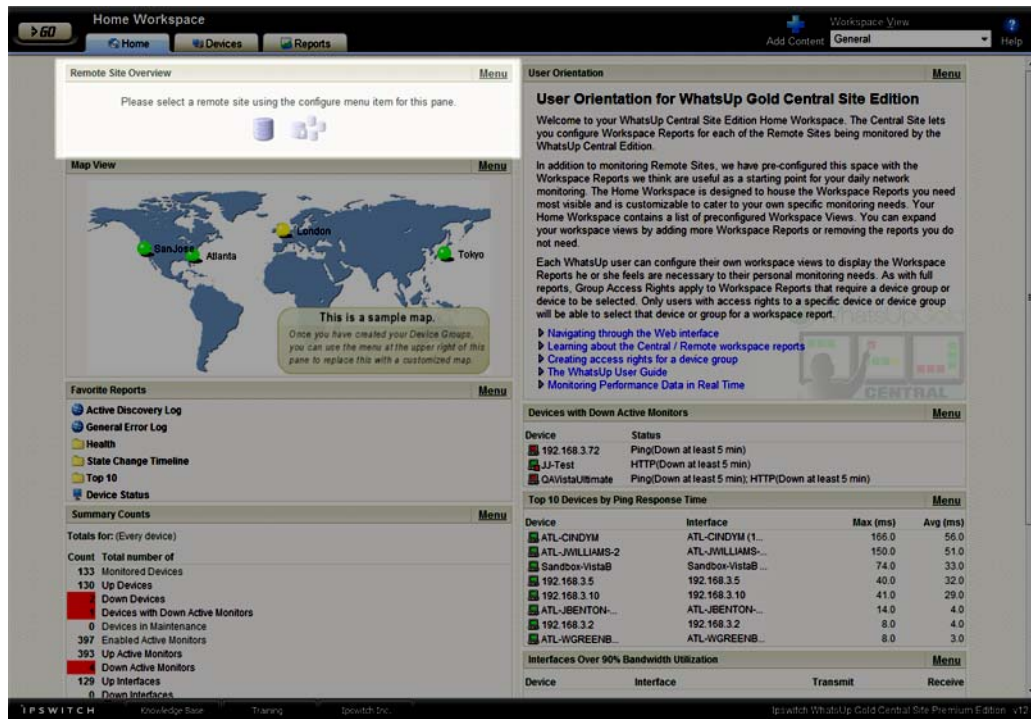 GO
Home Workspace
Home
Devices
Reports
Add Content
Workspace View
General
Help
Remote Site Overview
Menu
Please select a remote site using the configure menu item for this pane.
Map View
Menu
SanJose
Atlanta
London
Tokyo
This is a sample map.
Once you have created your Device Groups,
you can use the menu at the upper right of this
pane to replace this with a customized map.
Favorite Reports
Menu
Active Discovery Log
General Error Log
Health
State Change Timeline
Top 10
Device Status
Summary Counts
Menu
Totals for: (Every device)
Count Total number of
133 Monitored Devices
130 Up Devices
Down Devices
Devices with Down Active Monitors
0 Devices in Maintenance
397 Enabled Active Monitors
393 Up Active Monitors
Down Active Monitors
129 Up Interfaces
0 Down Interfaces
User Orientation
Menu
User Orientation for WhatsUp Gold Central Site Edition
Welcome to your WhatsUp Central Site Edition Home Workspace. The Central Site lets
you configure Workspace Reports for each of the Remote Sites being monitored by the
WhatsUp Central Edition.
In addition to monitoring Remote Sites, we have pre-configured this space with the
Workspace Reports we think are useful as a starting point for your daily network
monitoring. The Home Workspace is designed to house the Workspace Reports you need
most visible and is customizable to cater to your own specific monitoring needs. Your
Home Workspace contains a list of preconfigured Workspace Views. You can expand
your workspace views by adding more Workspace Reports or removing the reports you do
not need.
Each WhatsUp user can configure their own workspace views to display the Workspace
Reports he or she feels are necessary to their personal monitoring needs. As with full
reports, Group Access Rights apply to Workspace Reports that require a device group or
device to be selected. Only users with access rights to a specific device or device group
will be able to select that device or group for a workspace report.
WhatsUpGold
Navigating through the Web interface
Learning about the Central / Remote workspace reports
Creating access rights for a device group
The WhatsUp User Guide
Monitoring Performance Data in Real Time
CENTRAL
Devices with Down Active Monitors
Menu
Device Status
192.168.3.72 Ping(Down at least 5 min)
JJ-Test HTTP(Down at least 5 min)
QAVistaUltimate Ping(Down at least 5 min); HTTP(Down at least 5 min)
Top 10 Devices by Ping Response Time
Menu
Device Interface Max (ms) Avg (ms)
ATL-CINDYM ATL-CINDYM (1... 166.0 56.0
ATL-JWILLIAMS-2 ATL-JWILLIAMS-... 150.0 51.0
Sandbox-VistaB Sandbox-VistaB ... 74.0 33.0
192.168.3.5 192.168.3.5 40.0 32.0
192.168.3.10 192.168.3.10 41.0 29.0
ATL-JBENTON-... ATL-JBENTON-... 14.0 4.0
192.168.3.2 192.168.3.2 8.0 4.0
ATL-WGREENB... ATL-WGREENB... 8.0 3.0
Interfaces Over 90% Bandwidth Utilization
Menu
Device Interface Transmit Receive
IPSWITCH
Knowledge Base
Training
Ipswitch Inc.
Ipswitch WhatsUp Gold Central Site Premium Edition v12